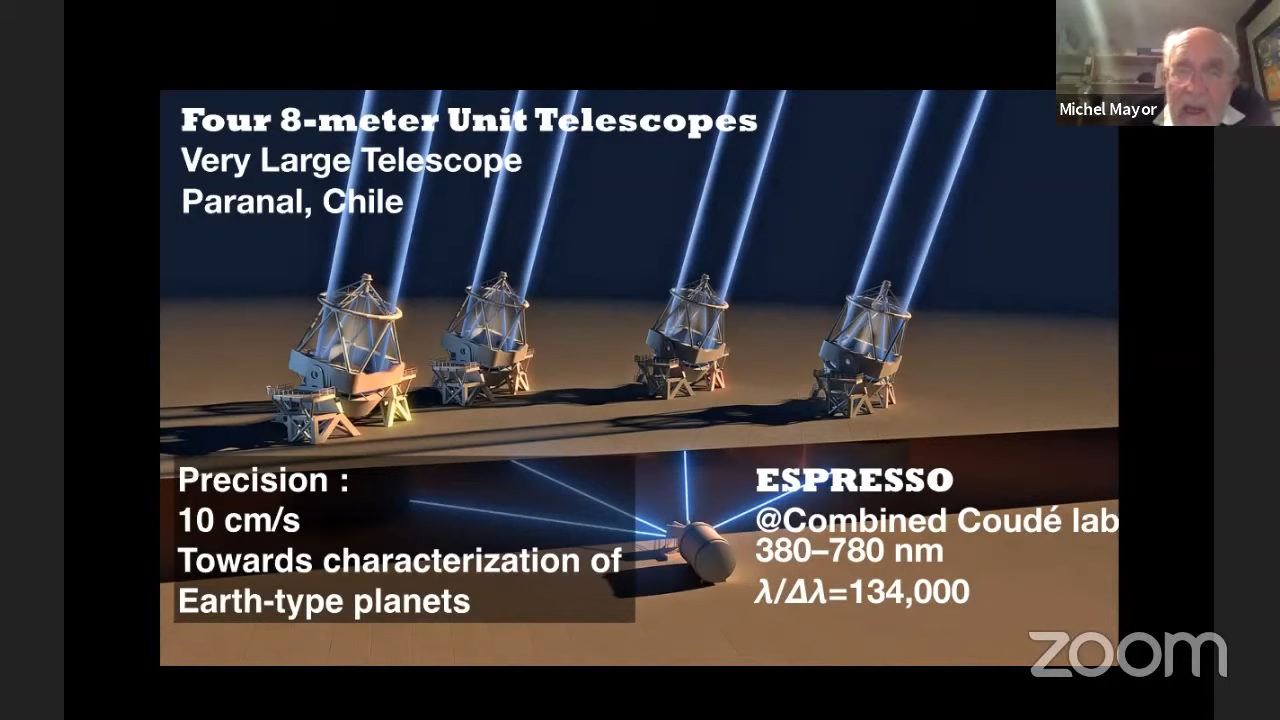 Four 8-meter Unit Telescopes
Very Large Telescope
Paranal, Chile
Michel Mayor
Precision :
10 cm/s
Towards characterization of
Earth-type planets
ESPRESSO
@Combined Coudé lab
380–780 nm
λ/Δλ=134,000
zoom